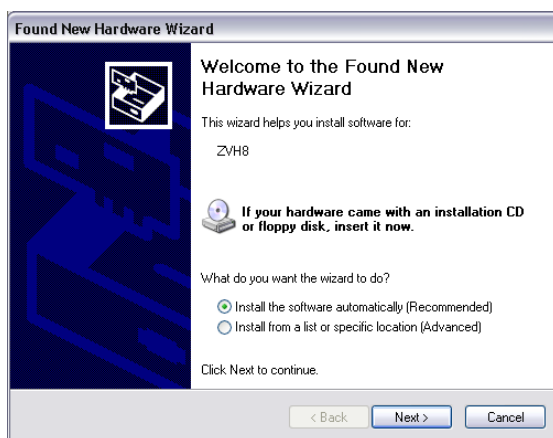 Found New Hardware Wizard
Welcome to the Found New
Hardware Wizard
This wizard helps you install software for:
ZVH8
If your hardware came with an installation CD
or floppy disk, insert it now.
What do you want the wizard to do?
Install the software automatically (Recommended)
Install from a list or specific location (Advanced)
Click Next to continue.
< Back Next > Cancel